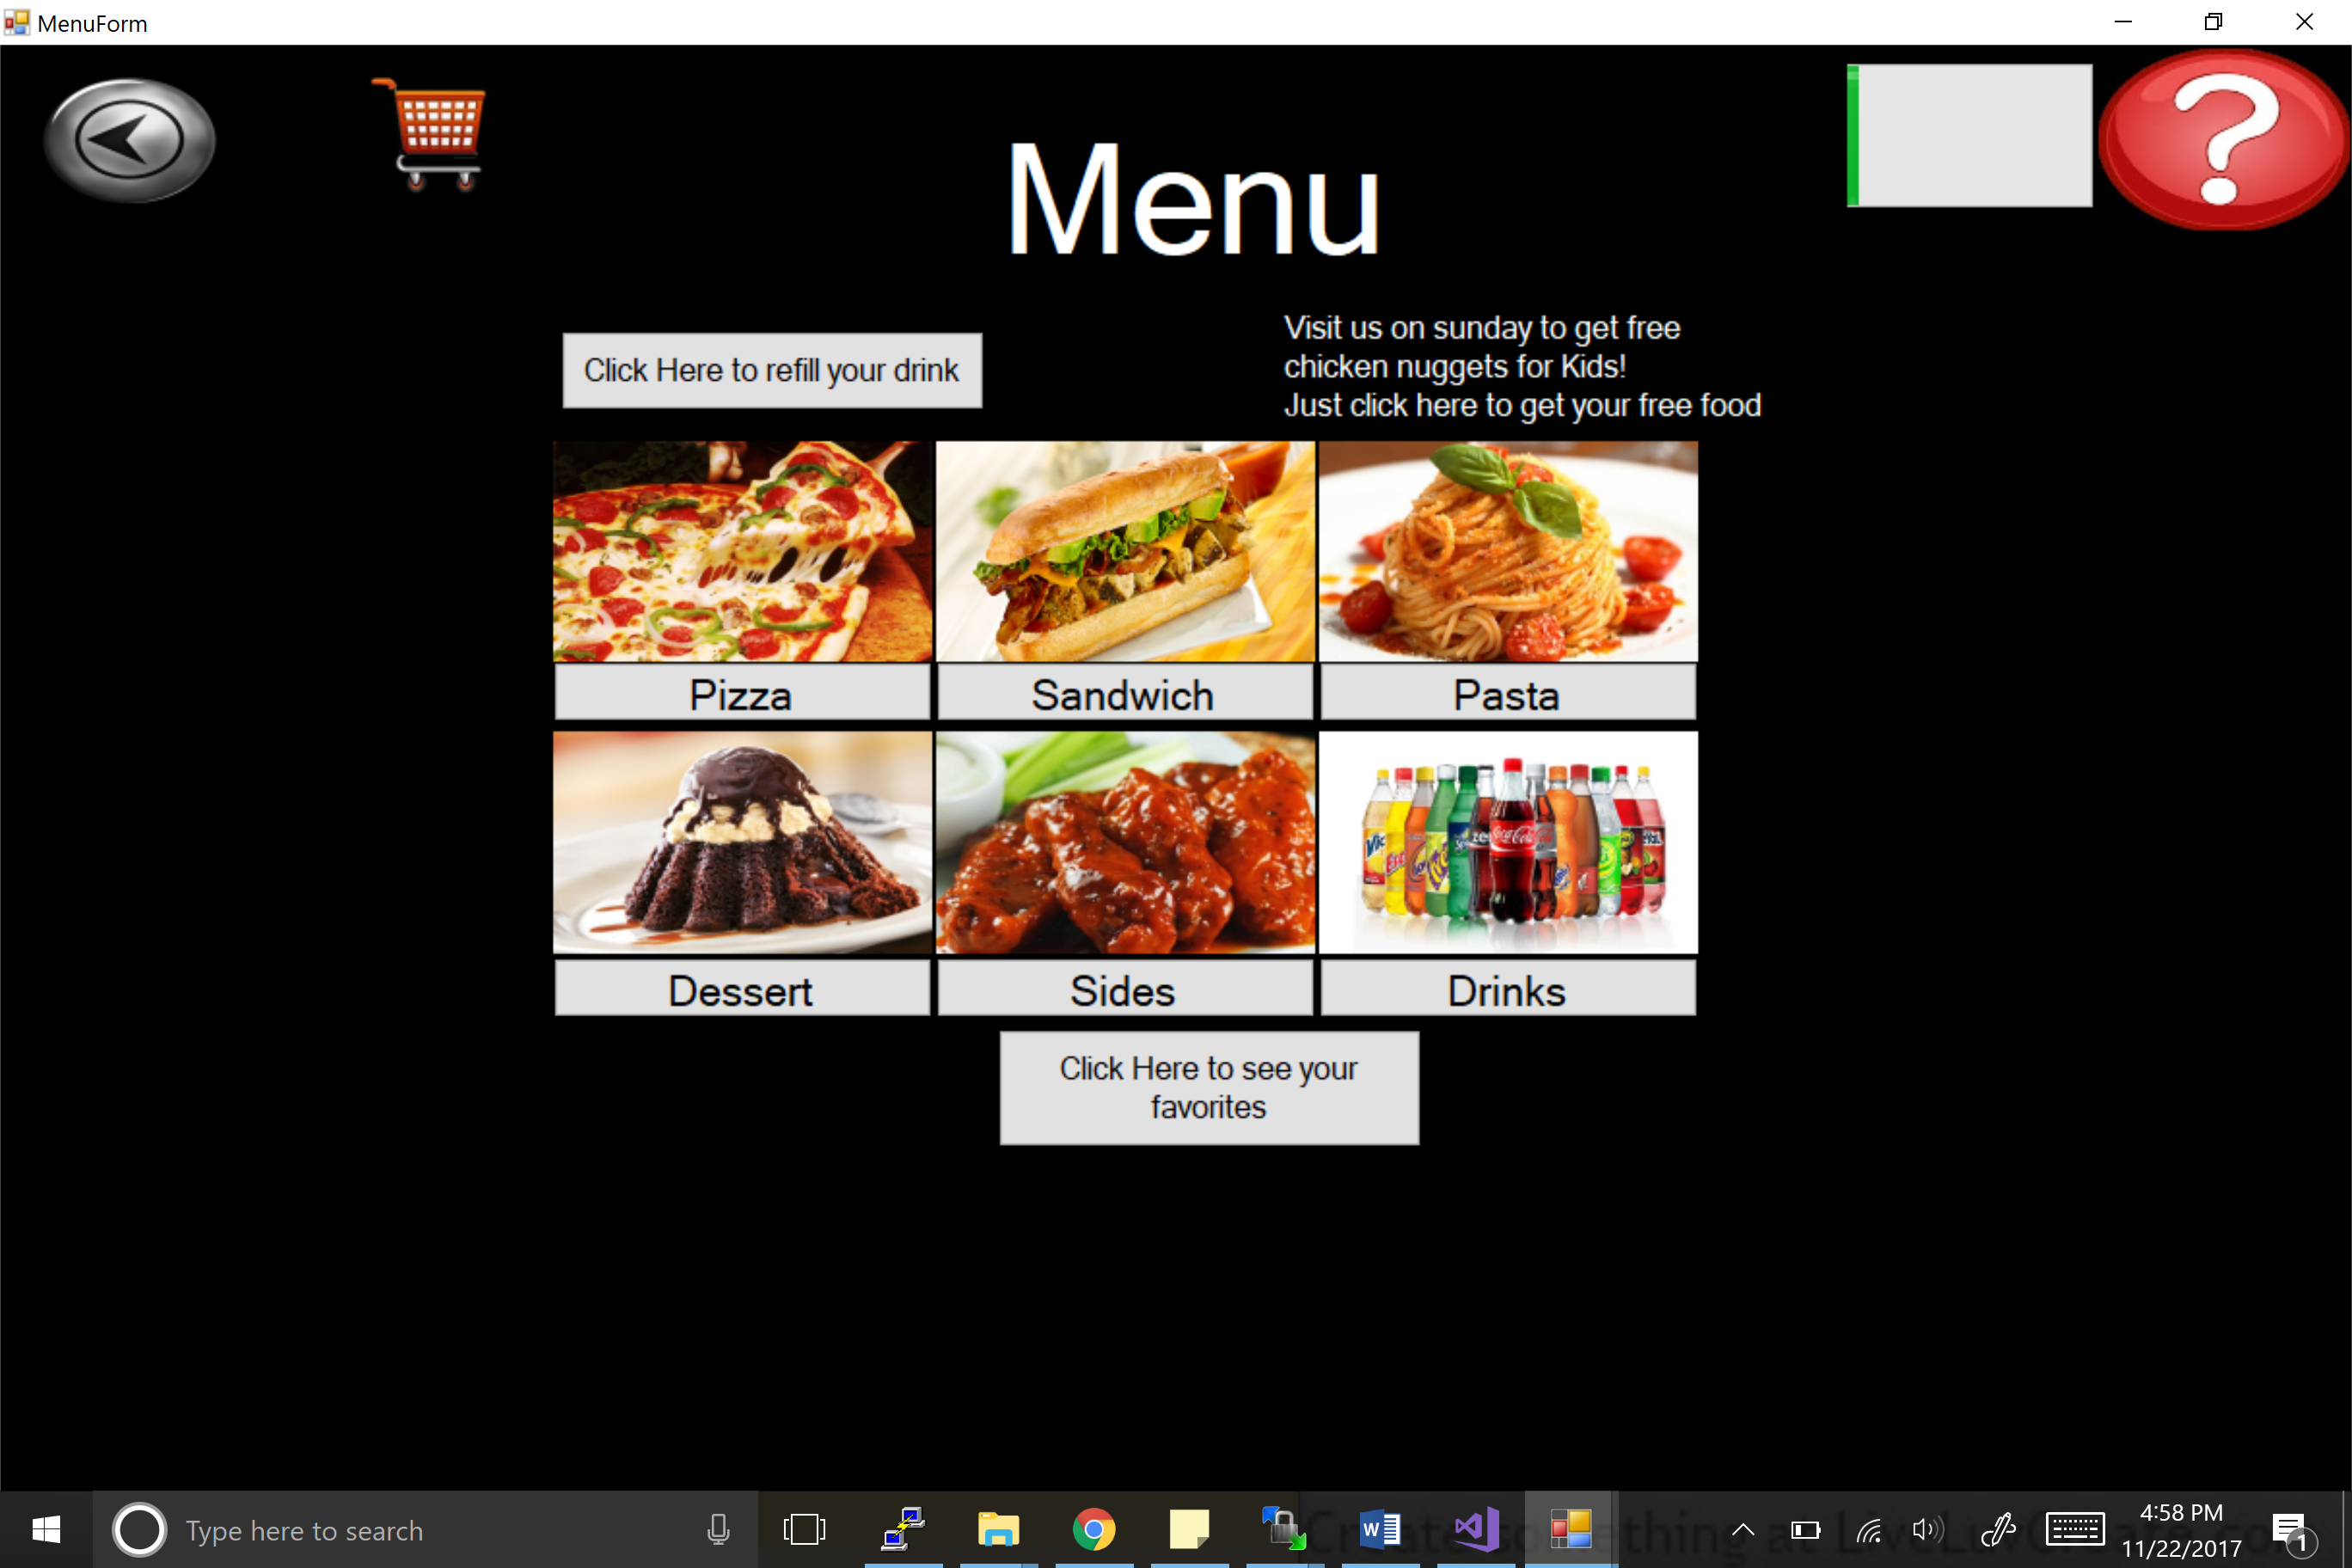 MenuForm
Menu
Click Here to refill your drink
Visit us on sunday to get free
chicken nuggets for Kids!
Just click here to get your free food
Pizza
Sandwich
Pasta
Coca-Cola
Dessert
Sides
Drinks
Click Here to see your
favorites
Type here to search
4:58 PM
11/22/2017
1